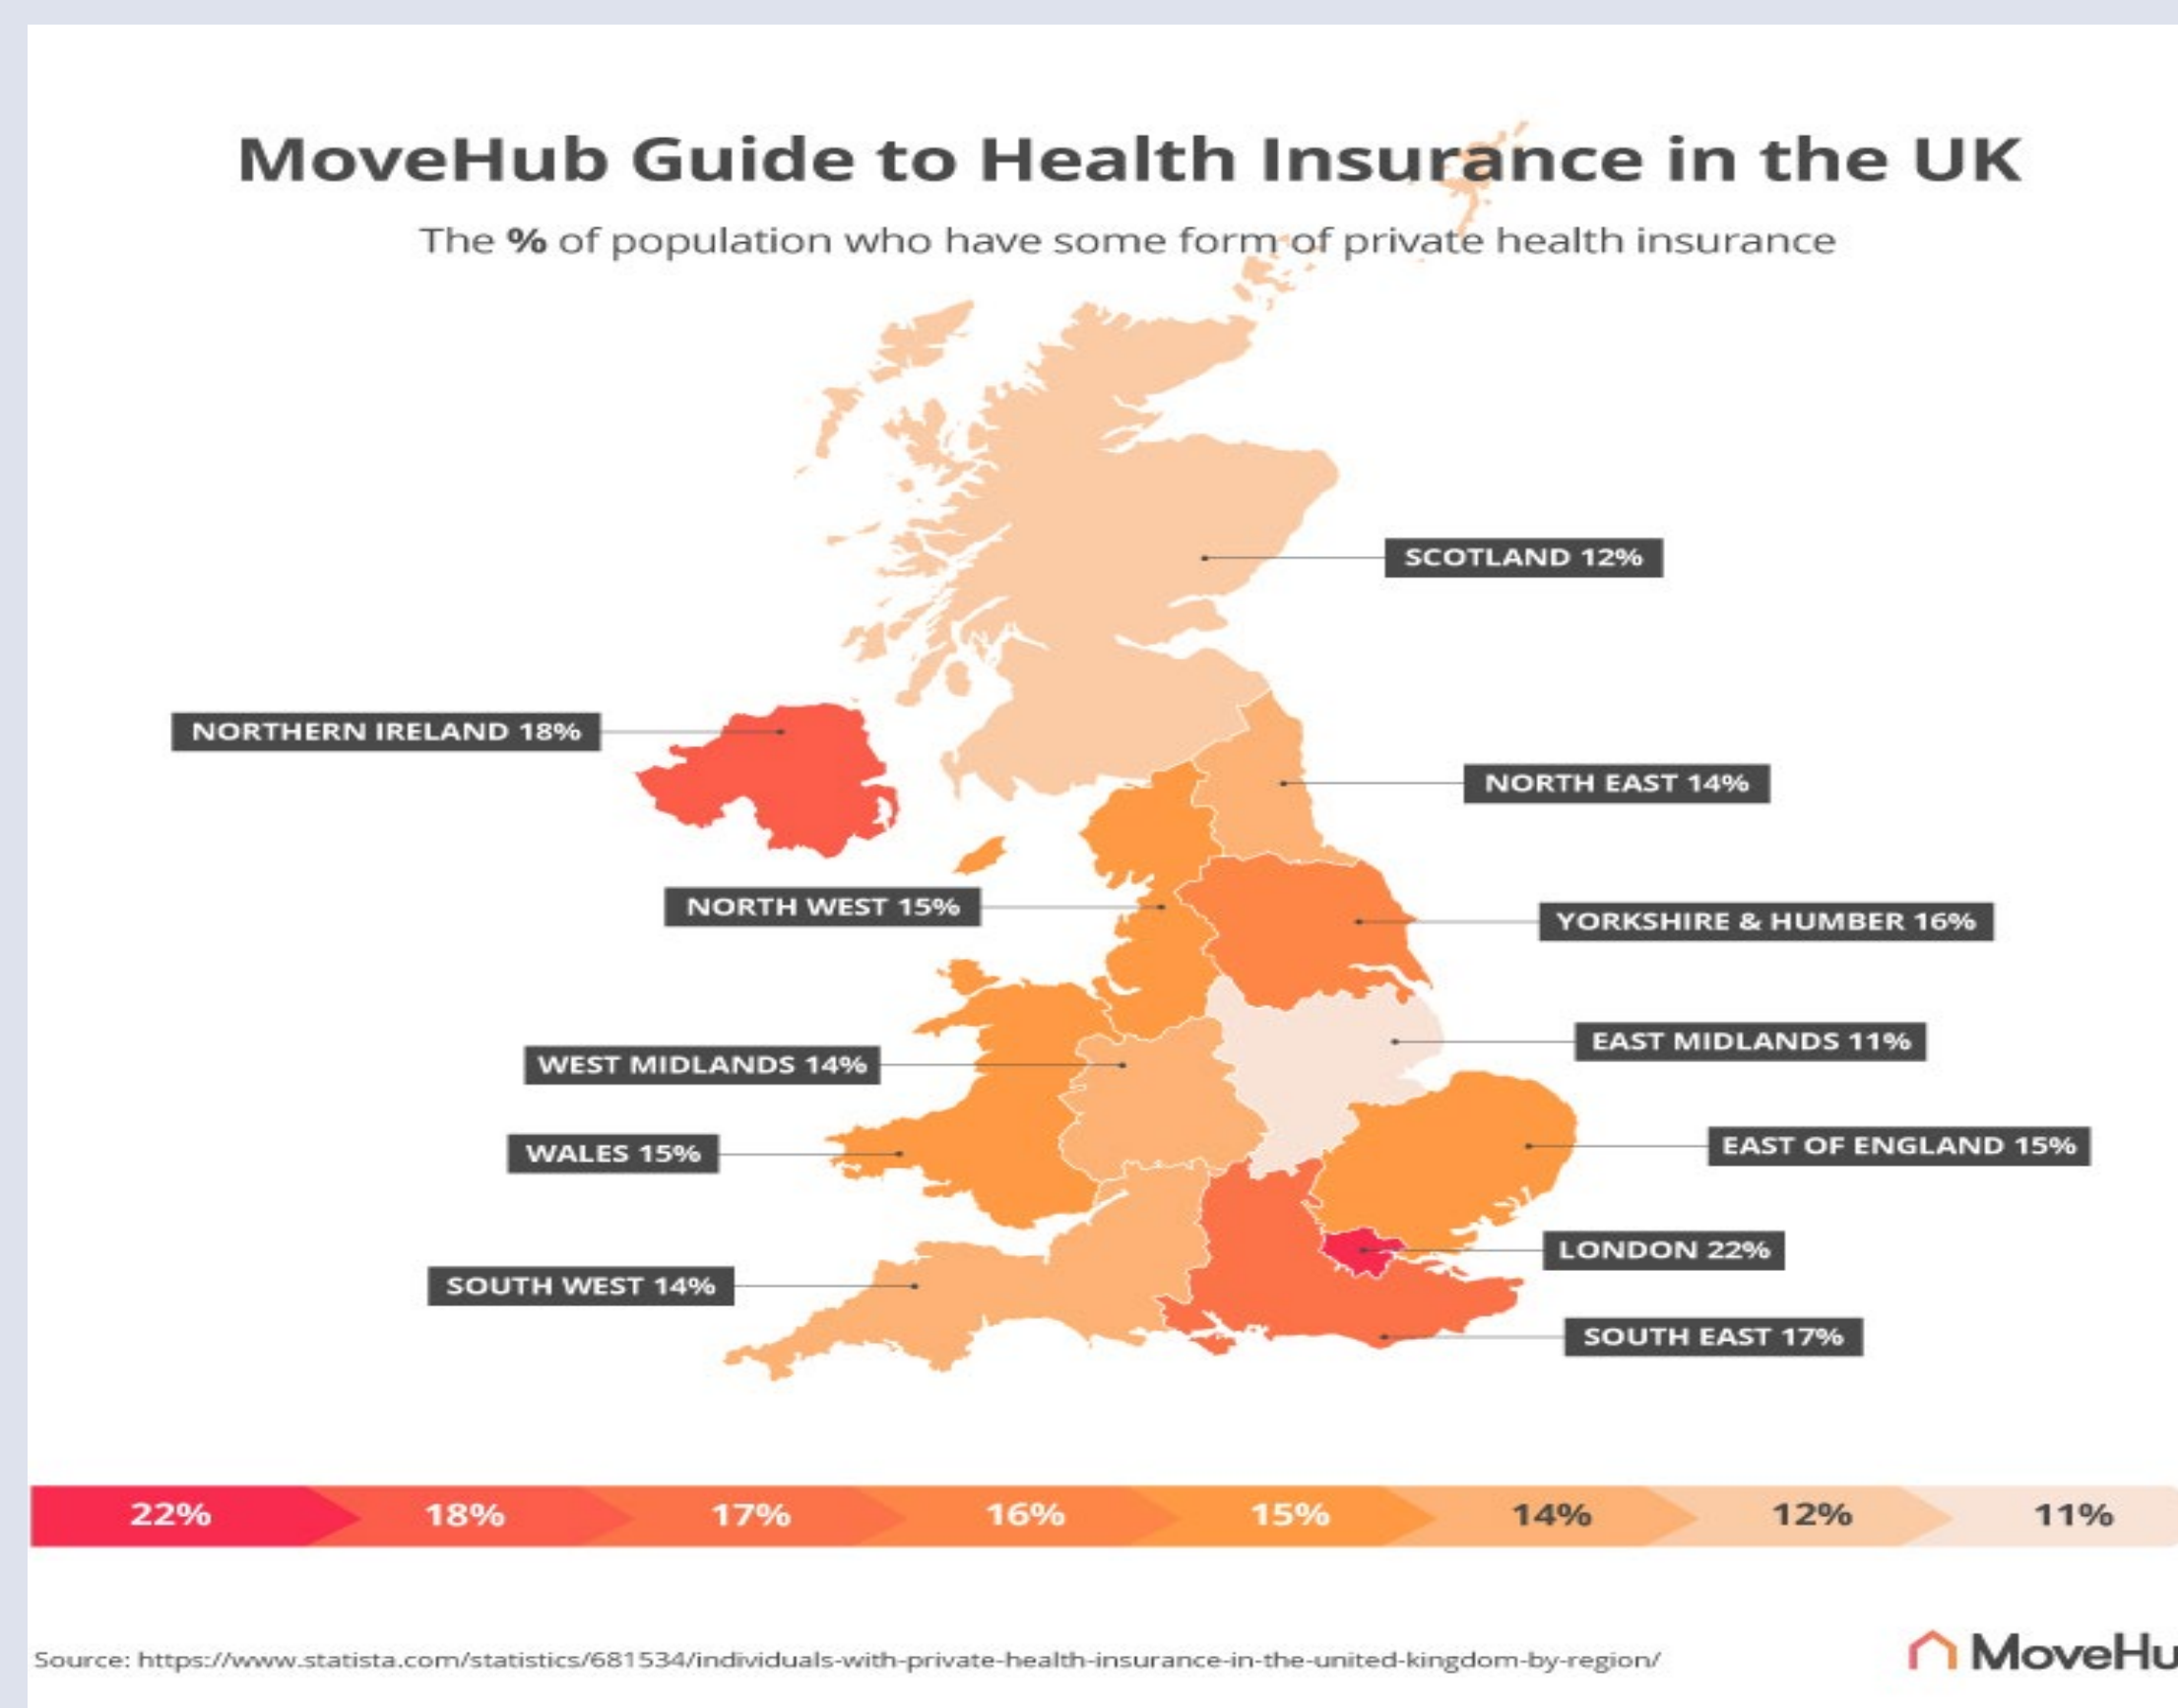 MoveHub Guide to Health Insurance in the UK
The % of population who have some form of private health insurance
SCOTLAND 12%
NORTHERN IRELAND 18%
NORTH EAST 14%
NORTH WEST 15%
YORKSHIRE & HUMBER 16%
EAST MIDLANDS 11%
WEST MIDLANDS 14%
EAST OF ENGLAND 15%
WALES 15%
LONDON 22%
SOUTH WEST 14%
SOUTH EAST 17%
22% 18% 17% 16% 15% 14% 12% 11%
Source: https://www.statista.com/statistics/681534/individuals-with-private-health-insurance-in-the-united-kingdom-by-region/
MoveHu